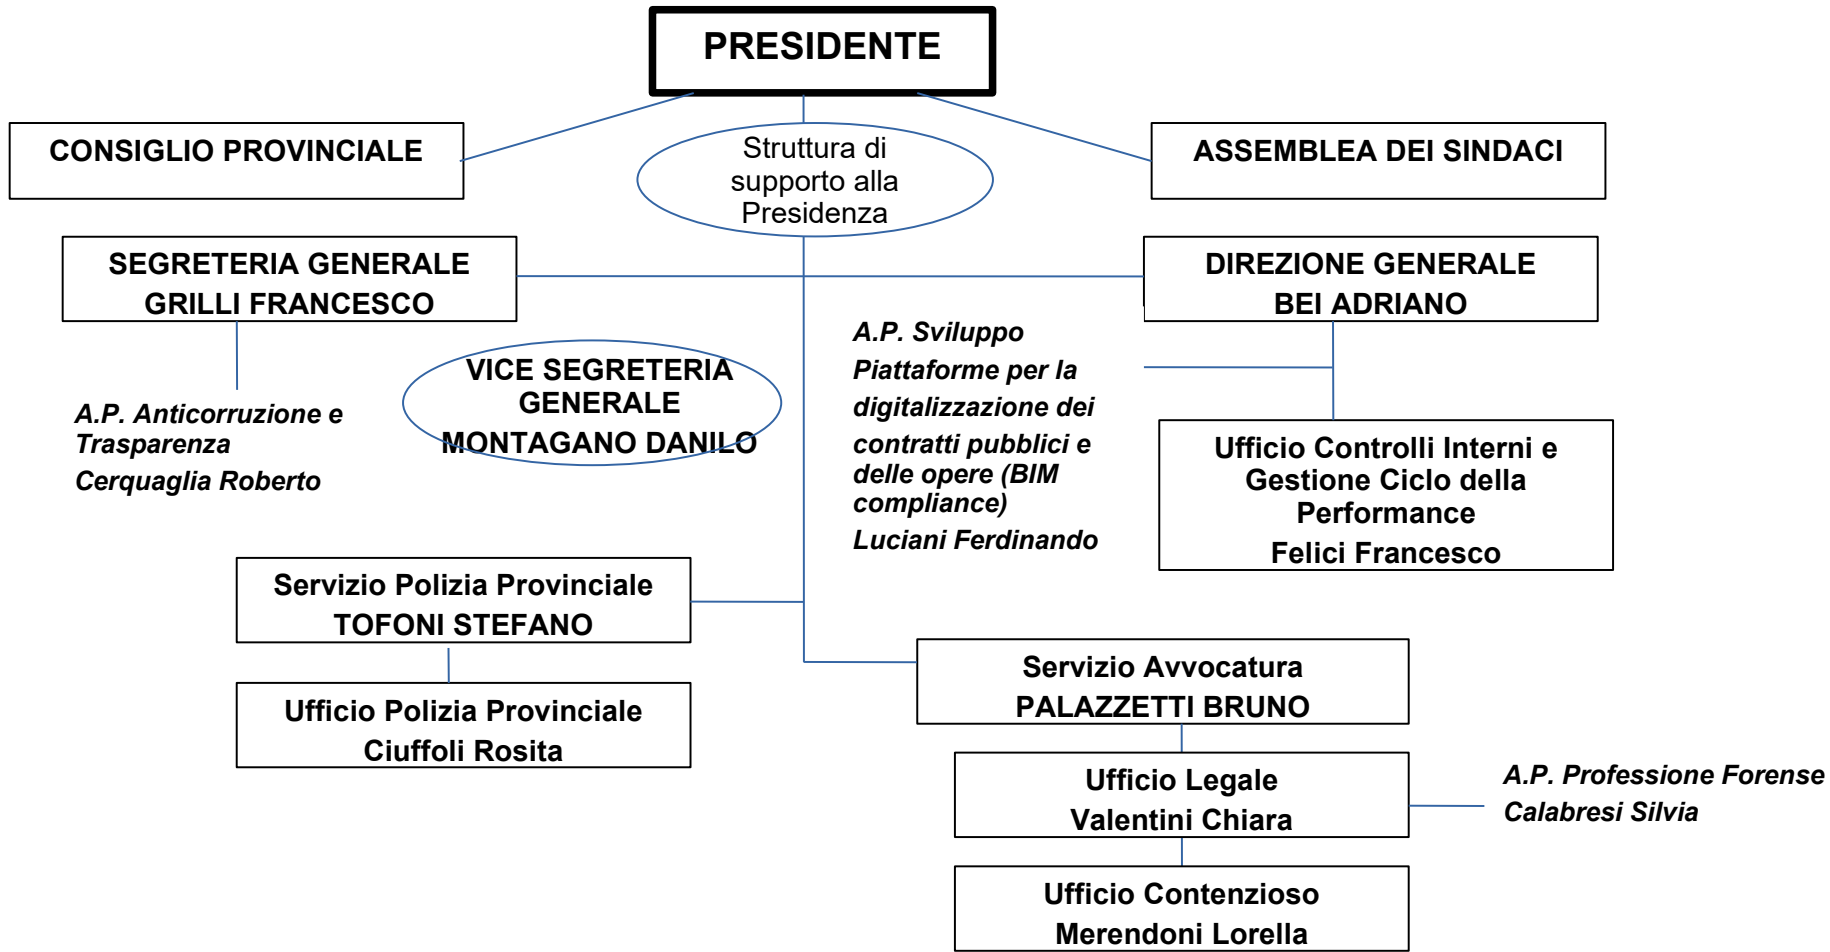 PRESIDENTE
CONSIGLIO PROVINCIALE
Struttura di
supporto alla
Presidenza
ASSEMBLEA DEI SINDACI
SEGRETERIA GENERALE
GRILLI FRANCESCO
DIREZIONE GENERALE
BEI ADRIANO
VICE SEGRETERIA
GENERALE
MONTAGANO DANILO
A.P. Anticorruzione e
Trasparenza
Cerquaglia Roberto
A.P. Sviluppo
Piattaforme per la
digitalizzazione dei
contratti pubblici e
delle opere (BIM
compliance)
Luciani Ferdinando
Ufficio Controlli Interni e
Gestione Ciclo della
Performance
Felici Francesco
Servizio Polizia Provinciale
TOFONI STEFANO
Ufficio Polizia Provinciale
Ciuffoli Rosita
Servizio Avvocatura
PALAZZETTI BRUNO
Ufficio Legale
Valentini Chiara
A.P. Professione Forense
Calabresi Silvia
Ufficio Contenzioso
Merendoni Lorella